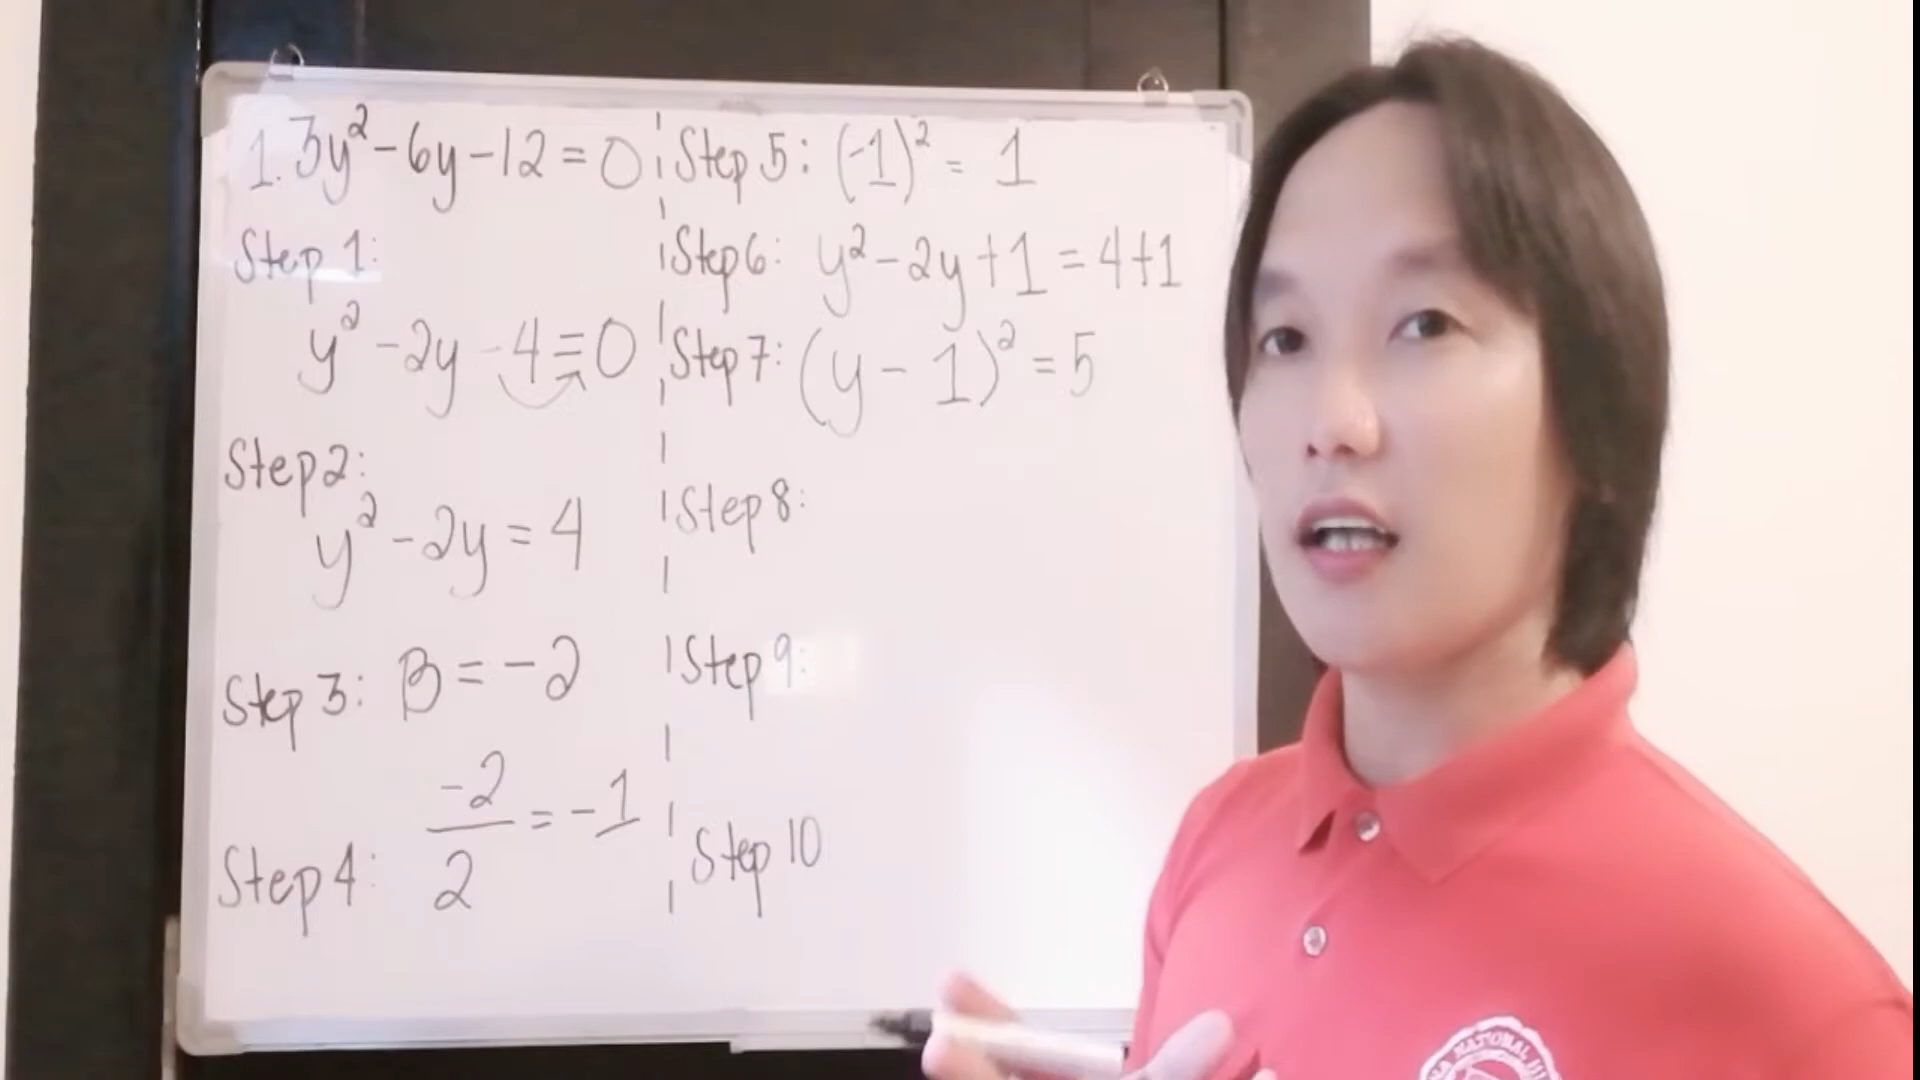 1. 3y² - 6y - 12 = 0
Step 1:
y² - 2y - 4 = 0
Step 2:
y² - 2y = 4
Step 3: B = -2
Step 4: -2/2 = -1
Step 5: (-1)² = 1
Step 6: y² - 2y + 1 = 4 + 1
Step 7: (y - 1)² = 5
Step 8:
Step 9:
Step 10
NATIONAL